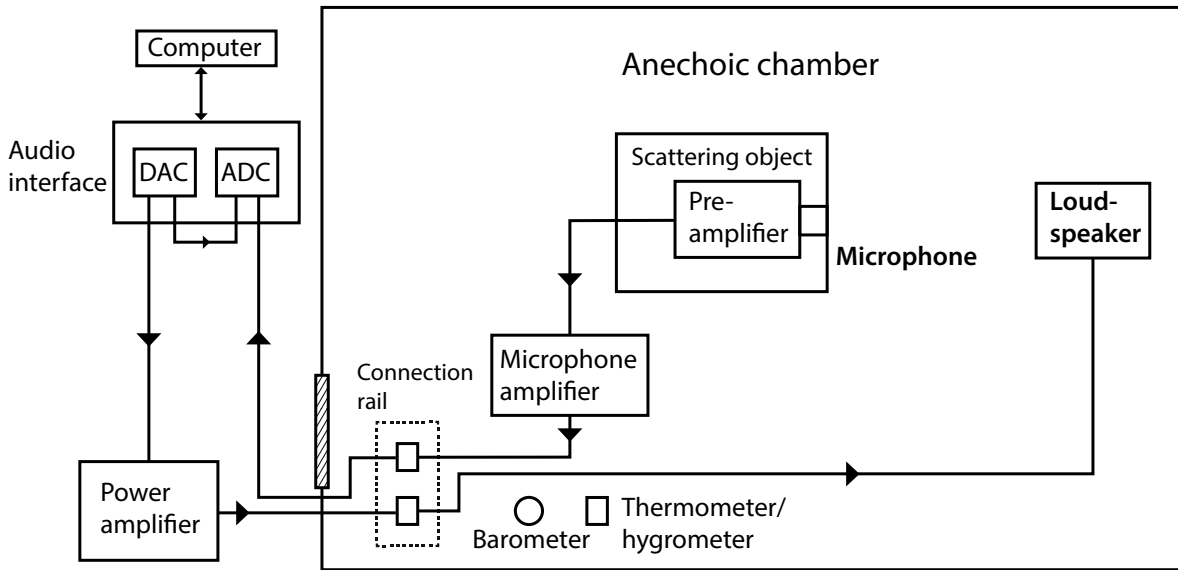 Computer
Anechoic chamber
Audio
interface
DAC
ADC
Scattering object
Pre-
amplifier
Microphone
Loud-
speaker
Microphone
amplifier
Connection
rail
Power
amplifier
Barometer
Thermometer/
hygrometer